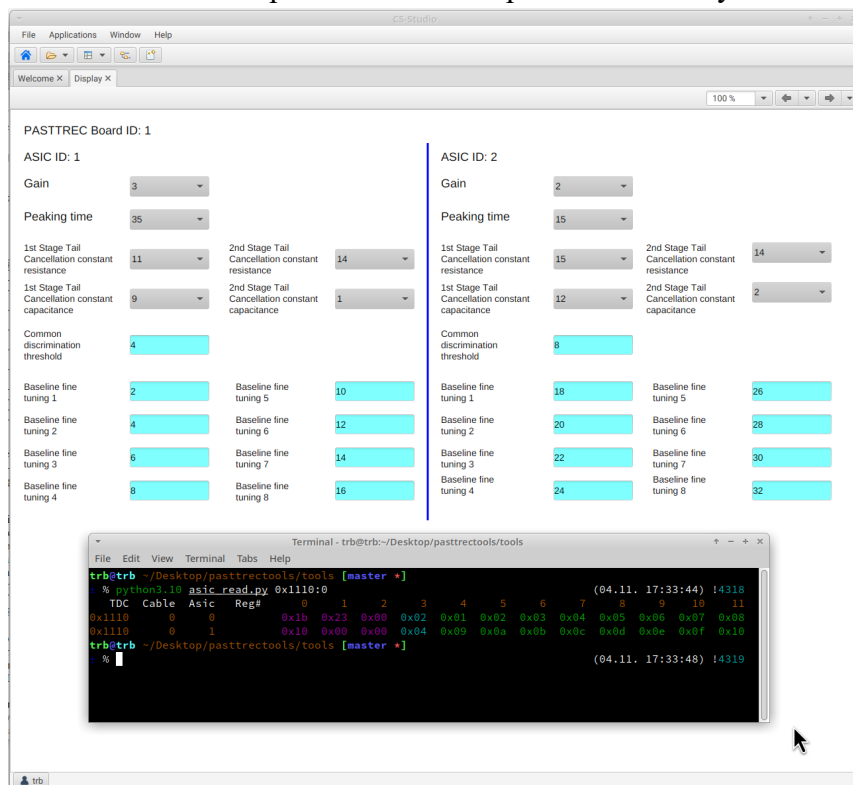 CS-Studio
File Applications Window Help
Welcome × Display ×
100 %
PASTTREC Board ID: 1
ASIC ID: 1
Gain 3
Peaking time 35
1st Stage Tail Cancellation constant resistance 11 2nd Stage Tail Cancellation constant resistance 14
1st Stage Tail Cancellation constant capacitance 9 2nd Stage Tail Cancellation constant capacitance 1
Common discrimination threshold 4
Baseline fine tuning 1 2 Baseline fine tuning 5 10
Baseline fine tuning 2 4 Baseline fine tuning 6 12
Baseline fine tuning 3 6 Baseline fine tuning 7 14
Baseline fine tuning 4 8 Baseline fine tuning 8 16
ASIC ID: 2
Gain 2
Peaking time 15
1st Stage Tail Cancellation constant resistance 15 2nd Stage Tail Cancellation constant resistance 14
1st Stage Tail Cancellation constant capacitance 12 2nd Stage Tail Cancellation constant capacitance 2
Common discrimination threshold 8
Baseline fine tuning 1 18 Baseline fine tuning 5 26
Baseline fine tuning 2 20 Baseline fine tuning 6 28
Baseline fine tuning 3 22 Baseline fine tuning 7 30
Baseline fine tuning 4 24 Baseline fine tuning 8 32
Terminal - trb@trb:~/Desktop/pasttrectools/tools
File Edit View Terminal Tabs Help
trb@trb ~/Desktop/pasttrectools/tools [master ★]
% python3.10 asic_read.py 0x1110:0 (04.11. 17:33:44) !4318
TDC Cable Asic Reg# 0 1 2 3 4 5 6 7 8 9 10 11
0x1110 0 0 0x1b 0x23 0x00 0x02 0x01 0x02 0x03 0x04 0x05 0x06 0x07 0x08
0x1110 0 1 0x10 0x00 0x00 0x04 0x09 0x0a 0x0b 0x0c 0x0d 0x0e 0x0f 0x10
trb@trb ~/Desktop/pasttrectools/tools [master ★]
% (04.11. 17:33:48) !4319
trb